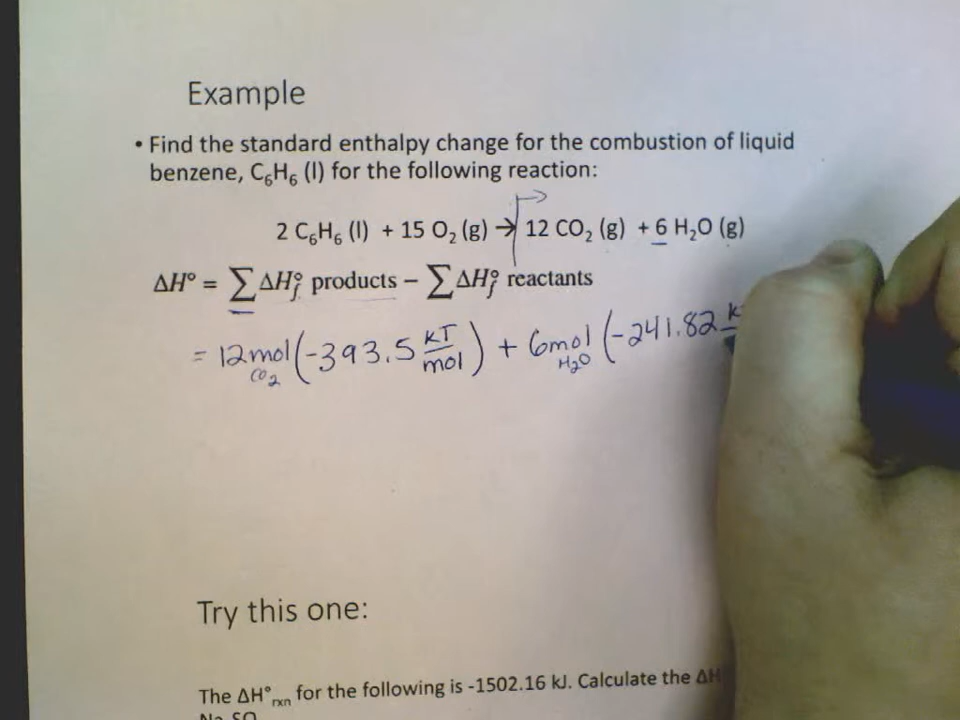 Example
• Find the standard enthalpy change for the combustion of liquid
benzene, C₆H₆ (l) for the following reaction:
2 C₆H₆ (l) + 15 O₂ (g) → 12 CO₂ (g) + 6 H₂O (g)
ΔH° = ∑ ΔH°f products − ∑ ΔH°f reactants
= 12mol CO₂ (-393.5 kJ/mol) + 6mol H₂O (-241.82 k
Try this one:
The ΔH°rxn for the following is -1502.16 kJ. Calculate the ΔH